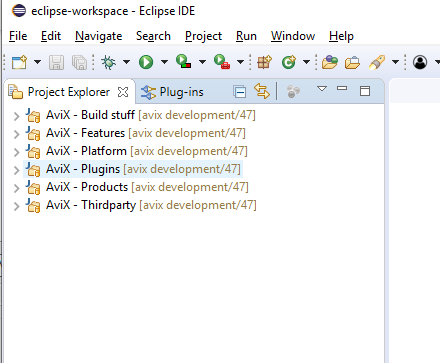 eclipse-workspace - Eclipse IDE
File Edit Navigate Search Project Run Window Help
Project Explorer Plug-ins
AviX - Build stuff [avix development/47]
AviX - Features [avix development/47]
AviX - Platform [avix development/47]
AviX - Plugins [avix development/47]
AviX - Products [avix development/47]
AviX - Thirdparty [avix development/47]